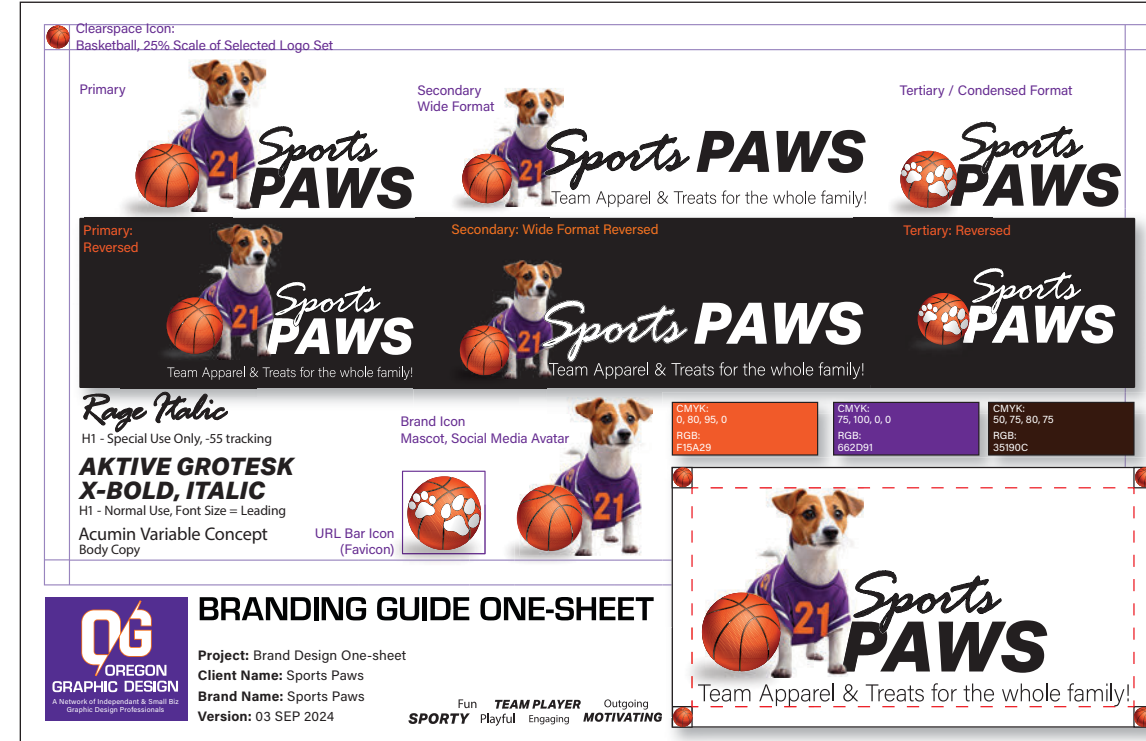 Clearspace Icon:
Basketball, 25% Scale of Selected Logo Set
Primary
21
Sports
PAWS
Secondary
Wide Format
21
Sports PAWS
Team Apparel & Treats for the whole family!
Tertiary / Condensed Format
Sports
PAWS
Primary:
Reversed
21
Sports
PAWS
Team Apparel & Treats for the whole family!
Secondary: Wide Format Reversed
21
Sports PAWS
Team Apparel & Treats for the whole family!
Tertiary: Reversed
Sports
PAWS
Rage Italic
H1 - Special Use Only, -55 tracking
AKTIVE GROTESK
X-BOLD, ITALIC
H1 - Normal Use, Font Size = Leading
Acumin Variable Concept
Body Copy
Brand Icon
Mascot, Social Media Avatar
21
URL Bar Icon
(Favicon)
CMYK:
0, 80, 95, 0
RGB:
F15A29
CMYK:
75, 100, 0, 0
RGB:
662D91
CMYK:
50, 75, 80, 75
RGB:
35190C
21
Sports
PAWS
Team Apparel & Treats for the whole family!
OG
OREGON
GRAPHIC DESIGN
A Network of Independant & Small Biz
Graphic Design Professionals
BRANDING GUIDE ONE-SHEET
Project: Brand Design One-sheet
Client Name: Sports Paws
Brand Name: Sports Paws
Version: 03 SEP 2024
Fun TEAM PLAYER Outgoing
SPORTY Playful Engaging MOTIVATING